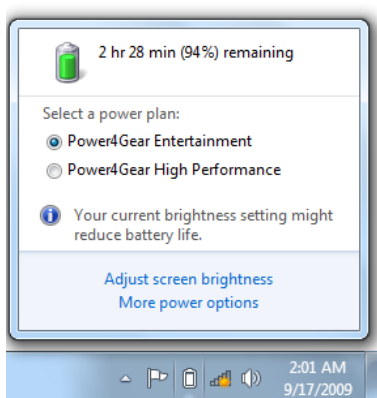 2 hr 28 min (94%) remaining
Select a power plan:
Power4Gear Entertainment
Power4Gear High Performance
Your current brightness setting might
reduce battery life.
Adjust screen brightness
More power options
2:01 AM
9/17/2009